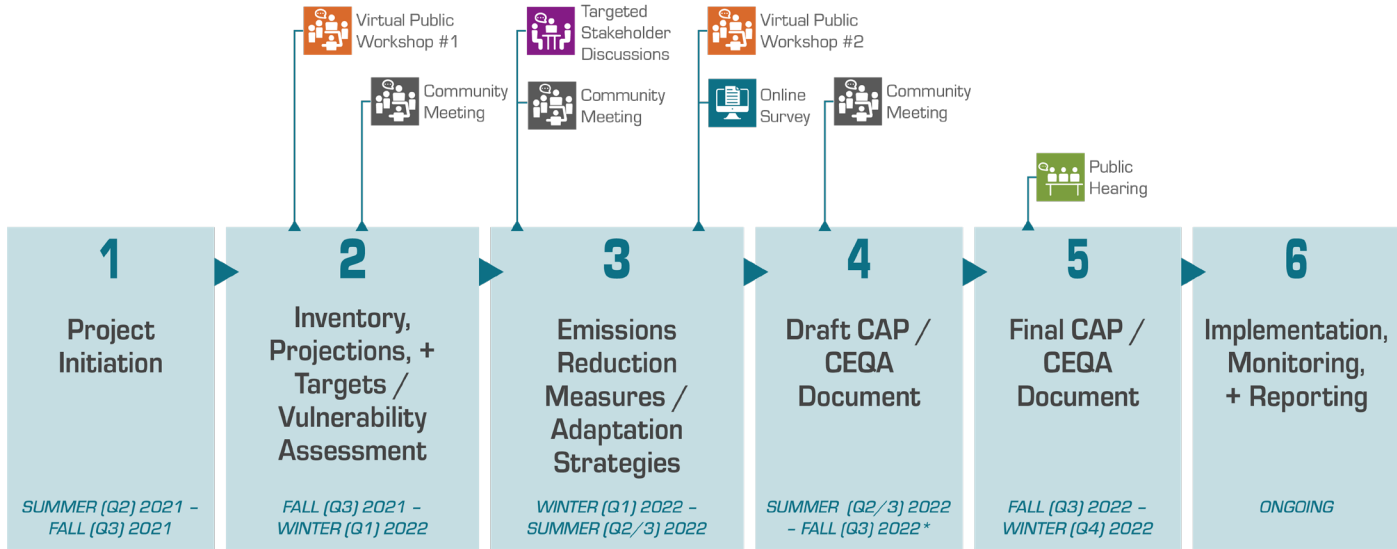 Virtual Public
Workshop #1
Community
Meeting
Targeted
Stakeholder
Discussions
Community
Meeting
Virtual Public
Workshop #2
Online
Survey
Community
Meeting
Public
Hearing
1
Project
Initiation
SUMMER (Q2) 2021 –
FALL (Q3) 2021
2
Inventory,
Projections, +
Targets /
Vulnerability
Assessment
FALL (Q3) 2021 –
WINTER (Q1) 2022
3
Emissions
Reduction
Measures /
Adaptation
Strategies
WINTER (Q1) 2022 –
SUMMER (Q2/3) 2022
4
Draft CAP /
CEQA
Document
SUMMER (Q2/3) 2022
– FALL (Q3) 2022*
5
Final CAP /
CEQA
Document
FALL (Q3) 2022 –
WINTER (Q4) 2022
6
Implementation,
Monitoring,
+ Reporting
ONGOING